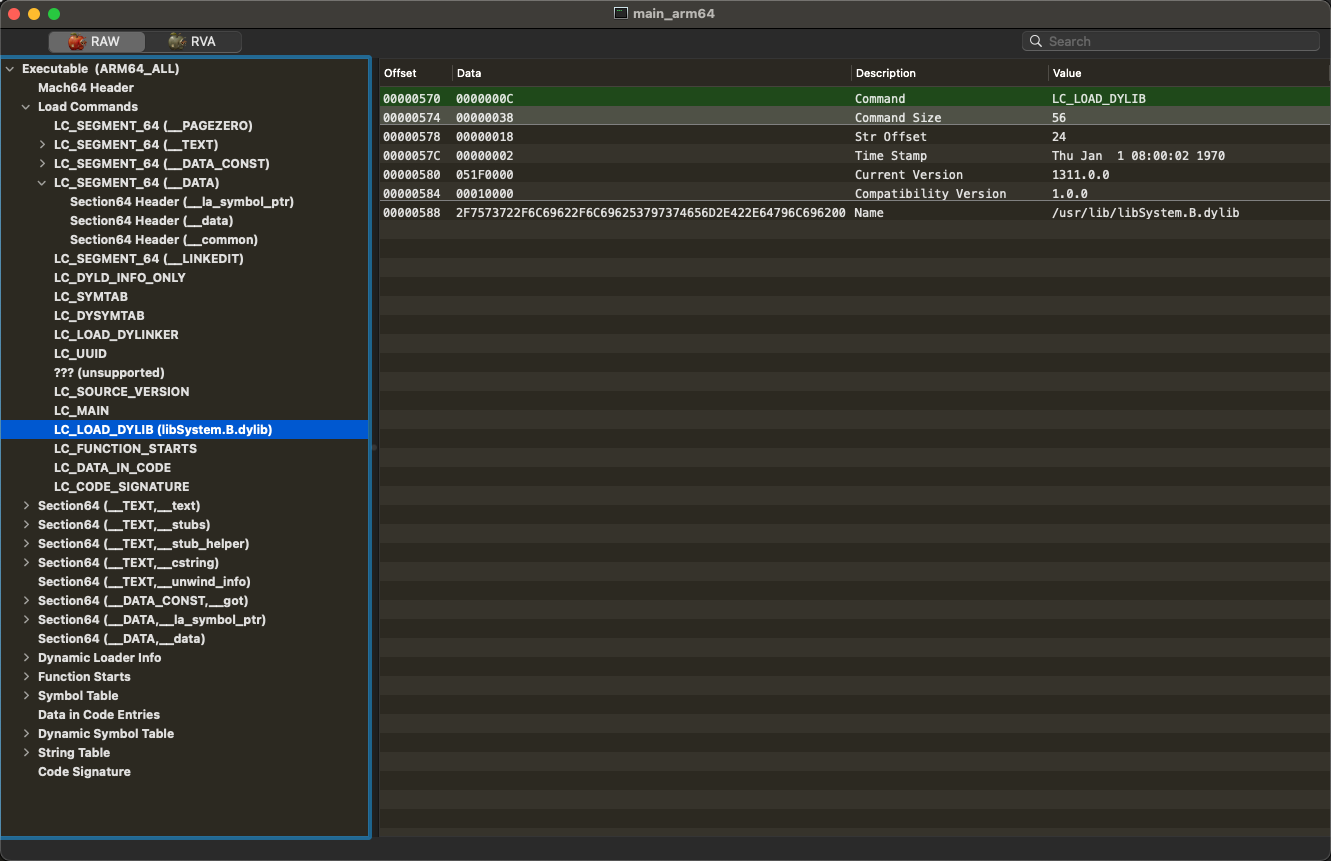 main_arm64
RAW RVA
Search
Executable (ARM64_ALL)
Mach64 Header
Load Commands
LC_SEGMENT_64 (__PAGEZERO)
LC_SEGMENT_64 (__TEXT)
LC_SEGMENT_64 (__DATA_CONST)
LC_SEGMENT_64 (__DATA)
Section64 Header (__la_symbol_ptr)
Section64 Header (__data)
Section64 Header (__common)
LC_SEGMENT_64 (__LINKEDIT)
LC_DYLD_INFO_ONLY
LC_SYMTAB
LC_DYSYMTAB
LC_LOAD_DYLINKER
LC_UUID
??? (unsupported)
LC_SOURCE_VERSION
LC_MAIN
LC_LOAD_DYLIB (libSystem.B.dylib)
LC_FUNCTION_STARTS
LC_DATA_IN_CODE
LC_CODE_SIGNATURE
Section64 (__TEXT,__text)
Section64 (__TEXT,__stubs)
Section64 (__TEXT,__stub_helper)
Section64 (__TEXT,__cstring)
Section64 (__TEXT,__unwind_info)
Section64 (__DATA_CONST,__got)
Section64 (__DATA,__la_symbol_ptr)
Section64 (__DATA,__data)
Dynamic Loader Info
Function Starts
Symbol Table
Data in Code Entries
Dynamic Symbol Table
String Table
Code Signature
Offset Data Description Value
00000570 0000000C Command LC_LOAD_DYLIB
00000574 00000038 Command Size 56
00000578 00000018 Str Offset 24
0000057C 00000002 Time Stamp Thu Jan  1 08:00:02 1970
00000580 051F0000 Current Version 1311.0.0
00000584 00010000 Compatibility Version 1.0.0
00000588 2F7573722F6C69622F6C696253797374656D2E422E64796C696200 Name /usr/lib/libSystem.B.dylib